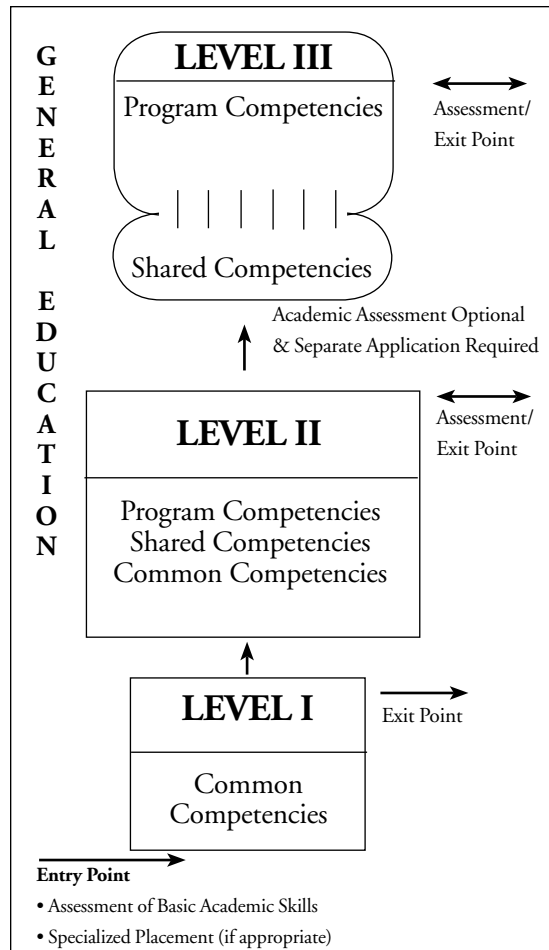 GENERAL EDUCATION
LEVEL III
Program Competencies
Assessment/
Exit Point
Shared Competencies
Academic Assessment Optional
& Separate Application Required
LEVEL II
Assessment/
Exit Point
Program Competencies
Shared Competencies
Common Competencies
LEVEL I
Exit Point
Common
Competencies
Entry Point
• Assessment of Basic Academic Skills
• Specialized Placement (if appropriate)